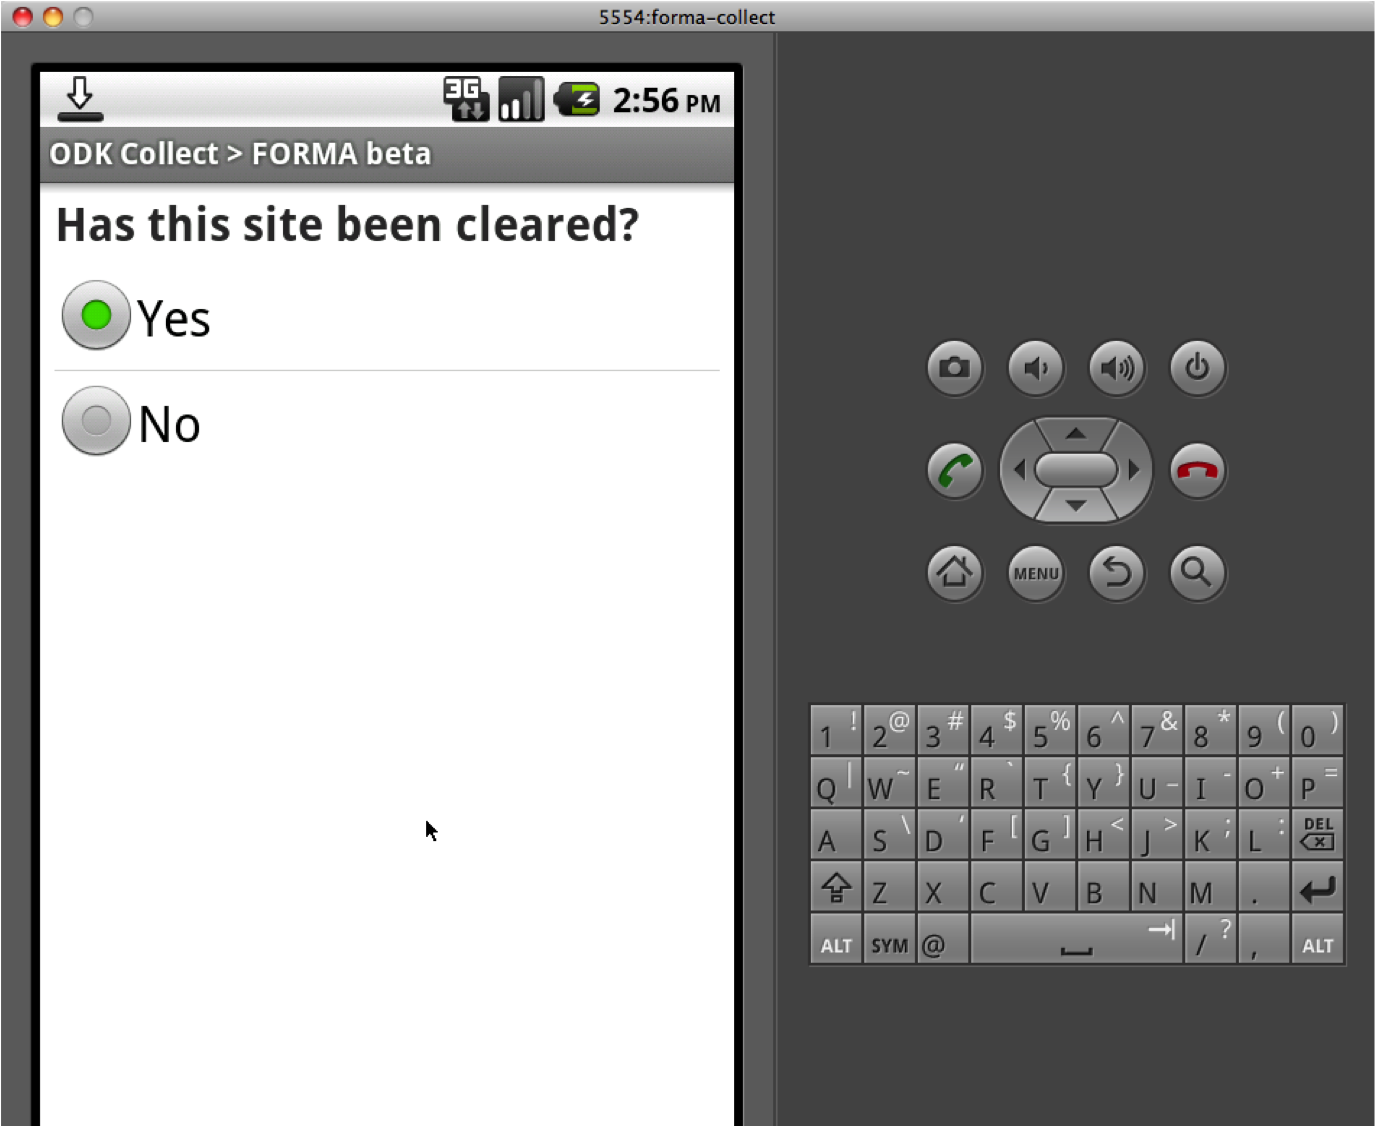 5554:forma-collect
3G 2:56 PM
ODK Collect > FORMA beta
Has this site been cleared?
Yes
No
MENU
1 ! 2 @ 3 # 4 $ 5 % 6 ^ 7 & 8 * 9 ( 0 )
Q | W ~ E “ R ` T { Y } U _ I - O + P =
A S \ D ‘ F [ G ] H < J > K ; L : DEL
Z X C V B N M .
ALT SYM @ / ? , ALT